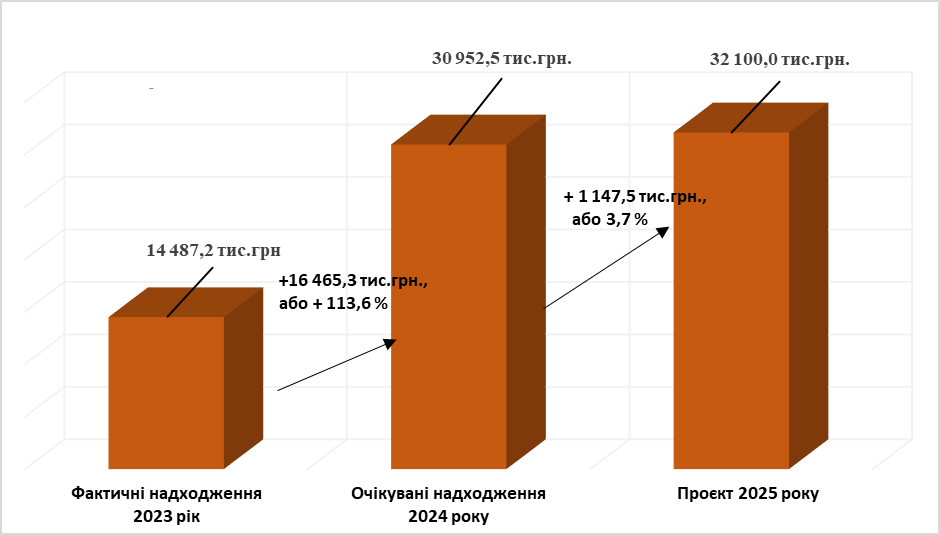 30 952,5 тис.грн.
32 100,0 тис.грн.
+ 1 147,5 тис.грн.,
або 3,7 %
14 487,2 тис.грн
+16 465,3 тис.грн.,
або + 113,6 %
Фактичні надходження
2023 рік
Очікувані надходження
2024 року
Проєкт 2025 року